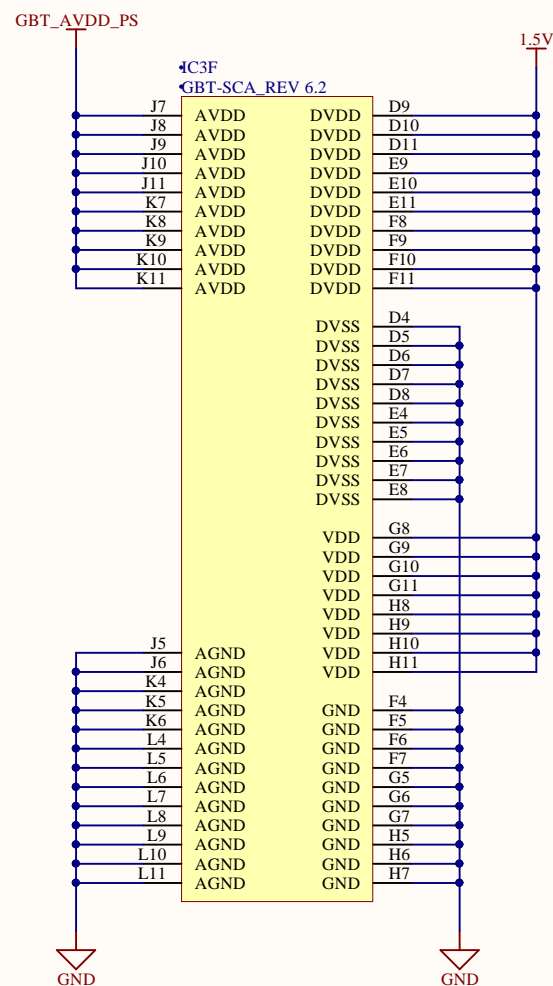 GBT_AVDD_PS
1.5V
IC3F
GBT-SCA_REV 6.2
J7 AVDD DVDD D9
J8 AVDD DVDD D10
J9 AVDD DVDD D11
J10 AVDD DVDD E9
J11 AVDD DVDD E10
K7 AVDD DVDD E11
K8 AVDD DVDD F8
K9 AVDD DVDD F9
K10 AVDD DVDD F10
K11 AVDD DVDD F11
DVSS D4
DVSS D5
DVSS D6
DVSS D7
DVSS D8
DVSS E4
DVSS E5
DVSS E6
DVSS E7
DVSS E8
VDD G8
VDD G9
VDD G10
VDD G11
VDD H8
VDD H9
J5 AGND VDD H10
J6 AGND VDD H11
K4 AGND
K5 AGND GND F4
K6 AGND GND F5
L4 AGND GND F6
L5 AGND GND F7
L6 AGND GND G5
L7 AGND GND G6
L8 AGND GND G7
L9 AGND GND H5
L10 AGND GND H6
L11 AGND GND H7
GND GND